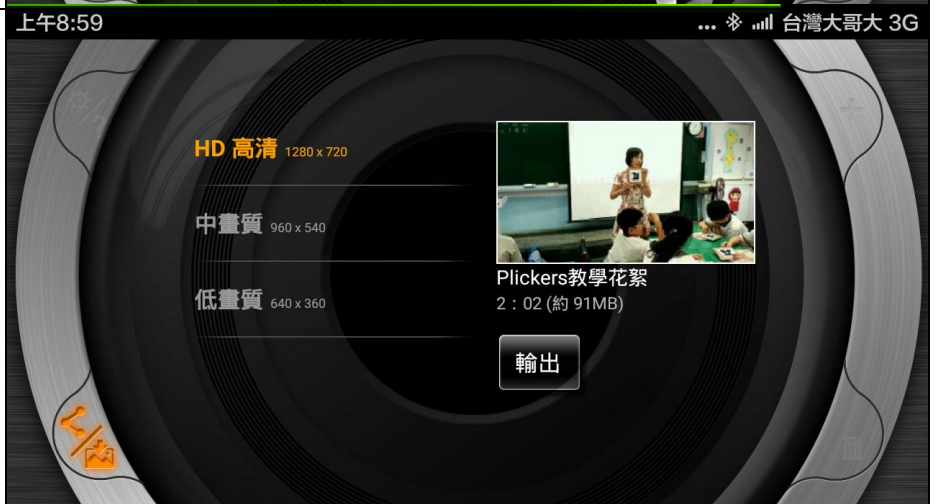 上午8:59
... 台灣大哥大 3G
HD 高清 1280 x 720
中畫質 960 x 540
低畫質 640 x 360
Plickers教學花絮
2：02 (約 91MB)
輸出